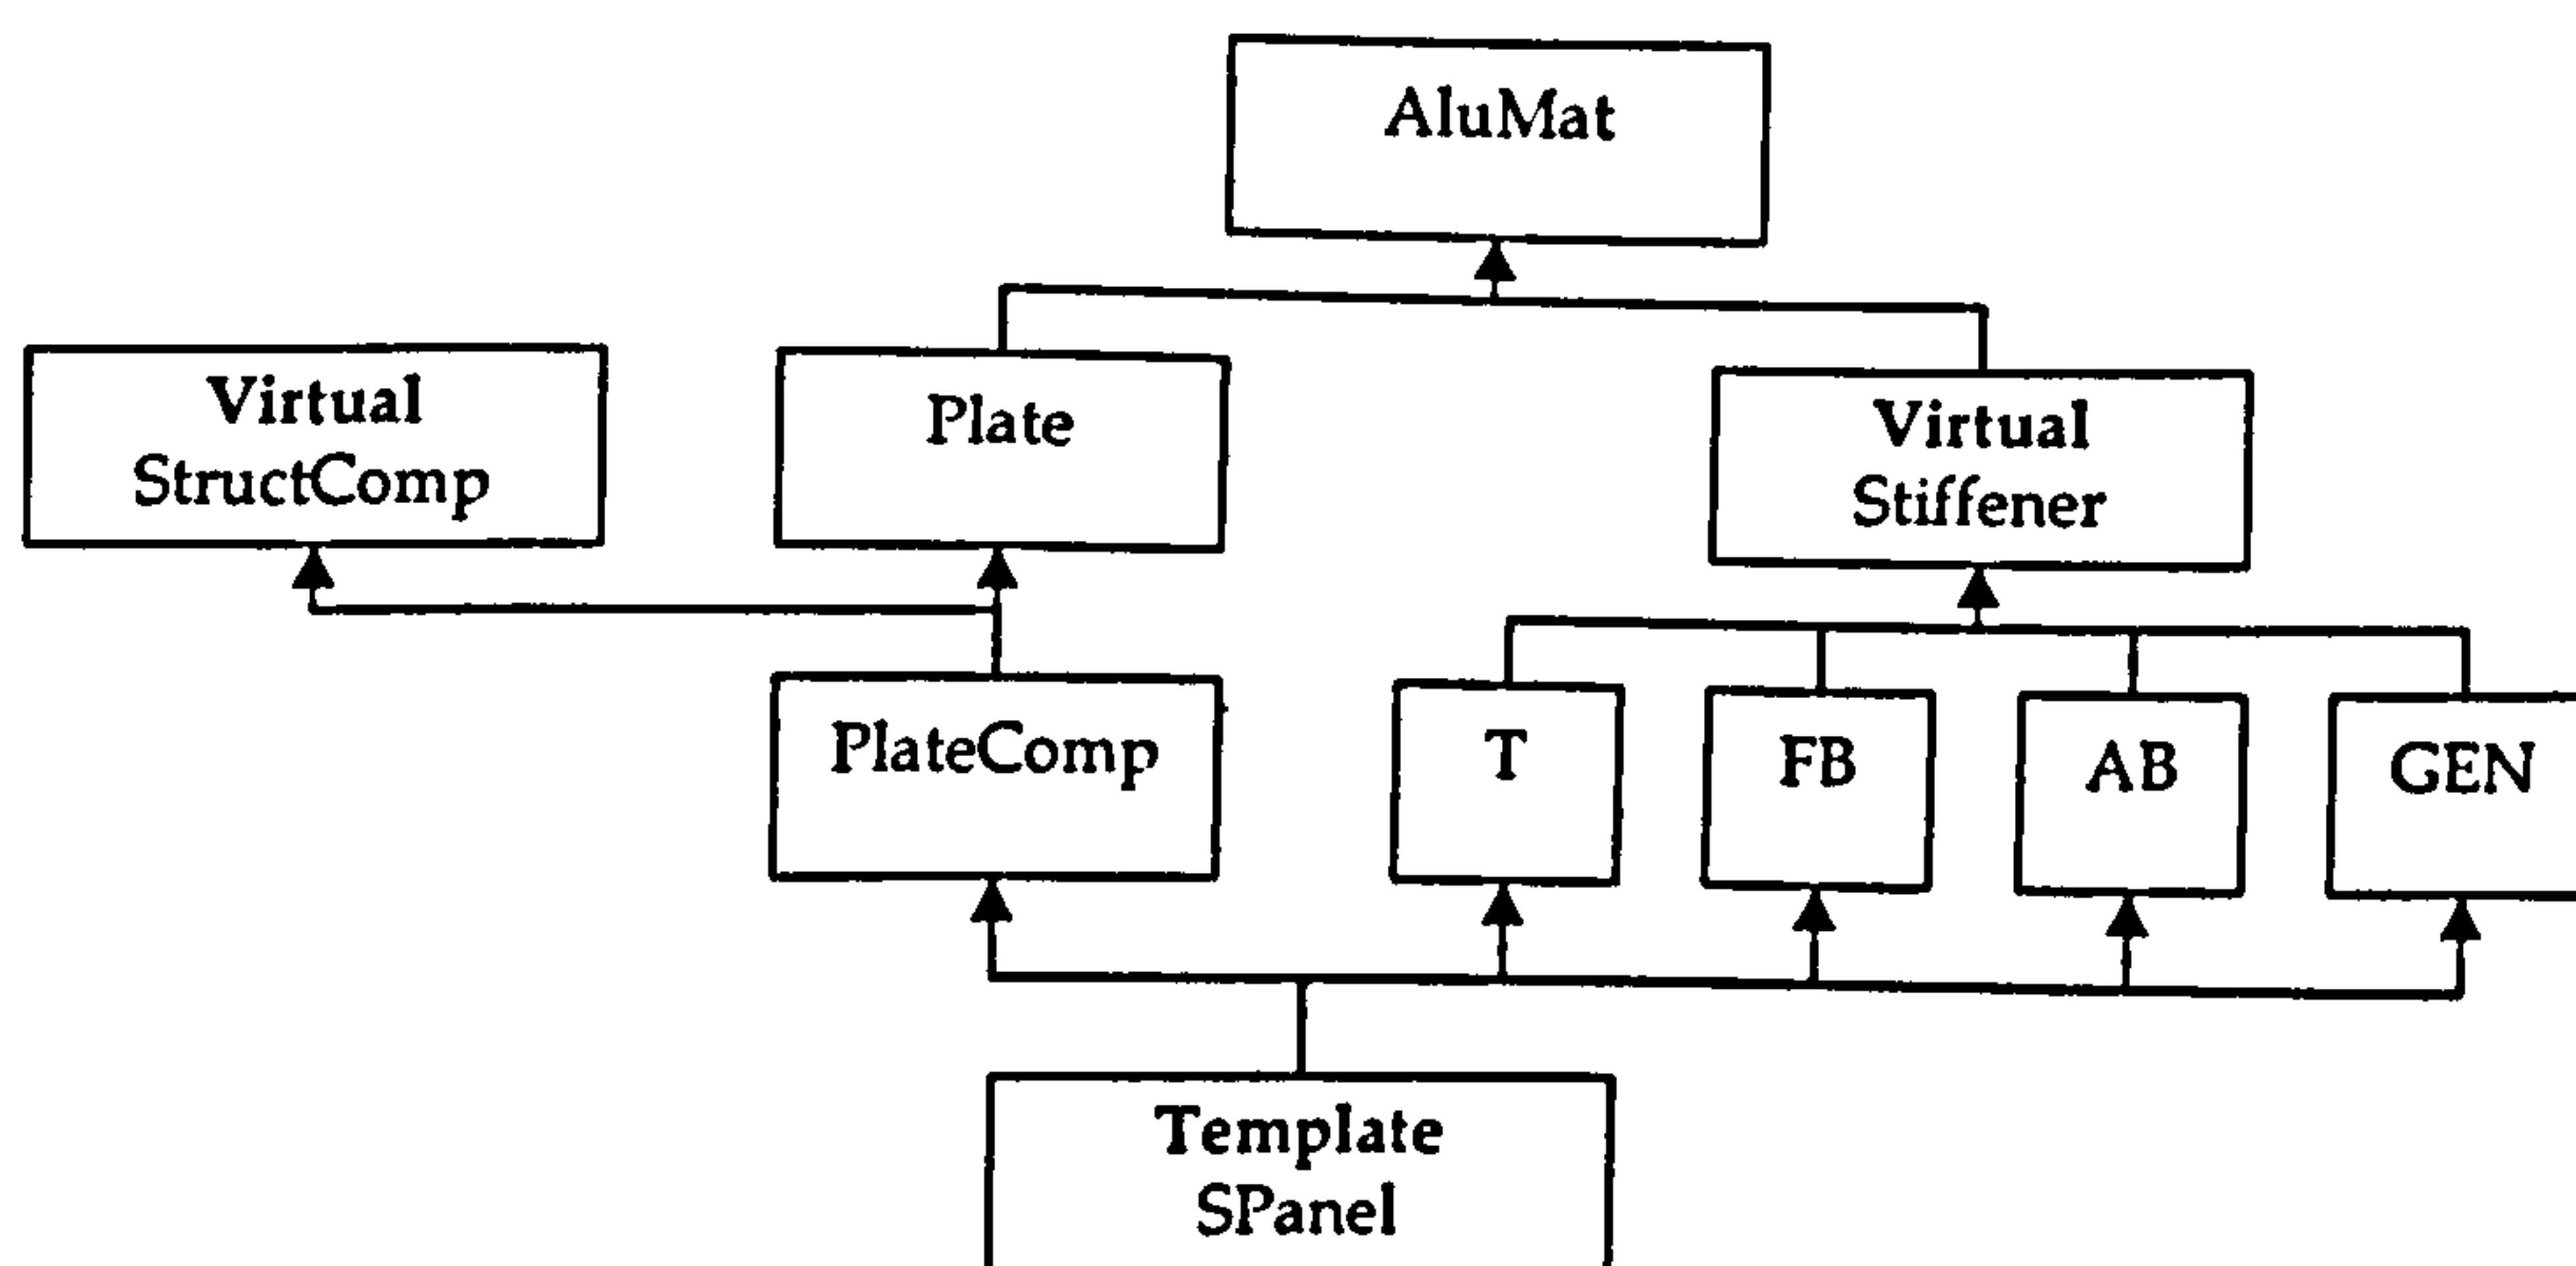 AluMat
Virtual
StructComp
Plate
Virtual
Stiffener
PlateComp
T
FB
AB
GEN
Template
SPanel